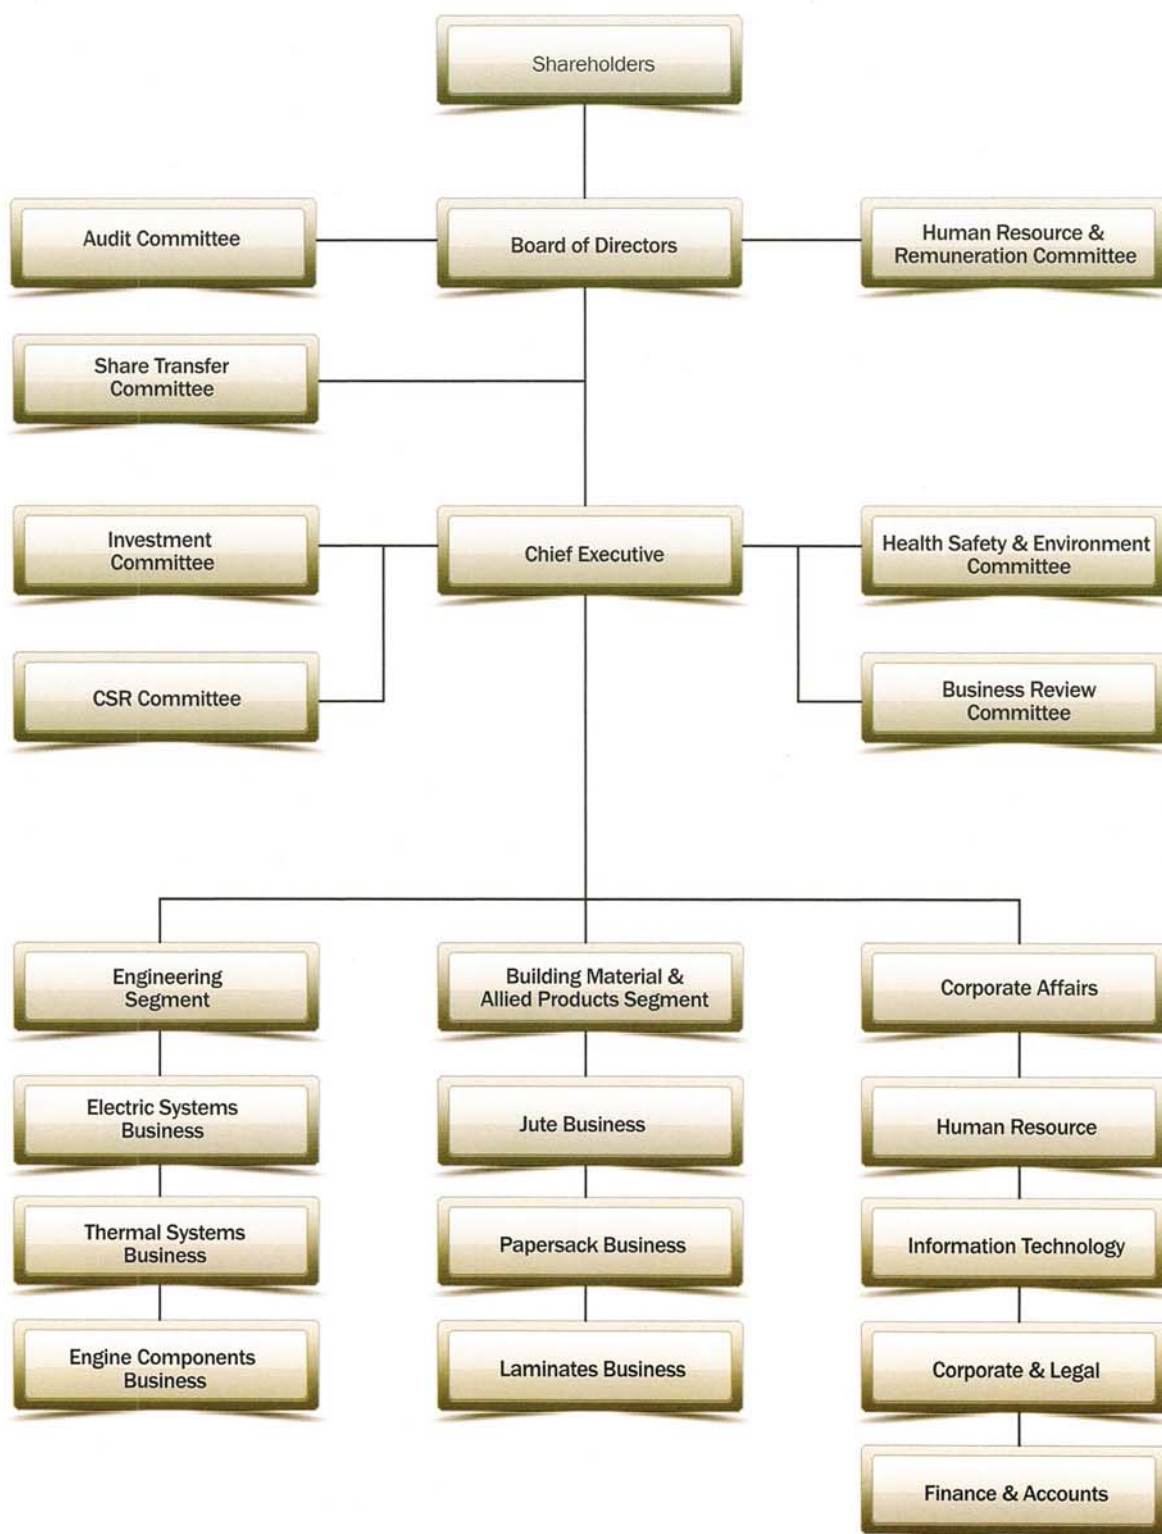 Shareholders
Audit Committee
Board of Directors
Human Resource &
Remuneration Committee
Share Transfer
Committee
Investment
Committee
Chief Executive
Health Safety & Environment
Committee
CSR Committee
Business Review
Committee
Engineering
Segment
Building Material &
Allied Products Segment
Corporate Affairs
Electric Systems
Business
Jute Business
Human Resource
Thermal Systems
Business
Papersack Business
Information Technology
Engine Components
Business
Laminates Business
Corporate & Legal
Finance & Accounts